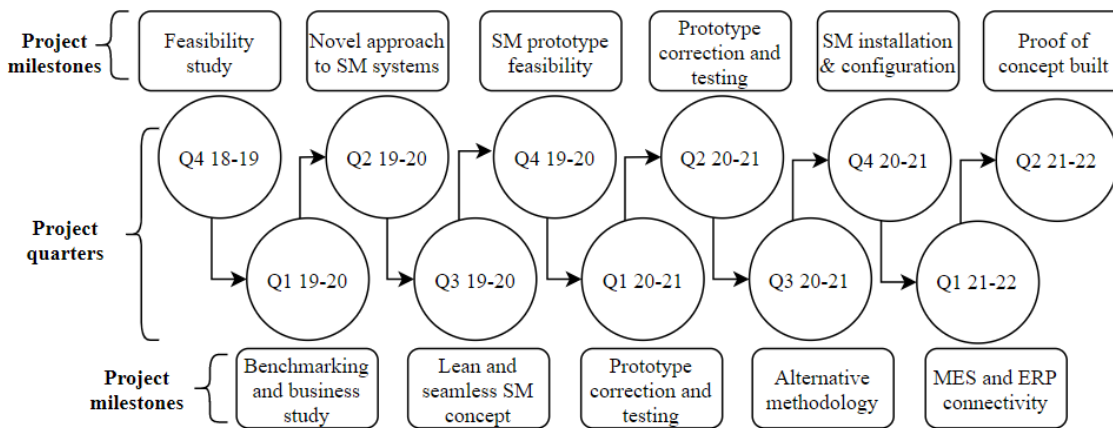 Project
milestones
Feasibility
study
Novel approach
to SM systems
SM prototype
feasibility
Prototype
correction and
testing
SM installation
& configuration
Proof of
concept built
Project
quarters
Q4 18-19
Q2 19-20
Q4 19-20
Q2 20-21
Q4 20-21
Q2 21-22
Q1 19-20
Q3 19-20
Q1 20-21
Q3 20-21
Q1 21-22
Project
milestones
Benchmarking
and business
study
Lean and
seamless SM
concept
Prototype
correction and
testing
Alternative
methodology
MES and ERP
connectivity